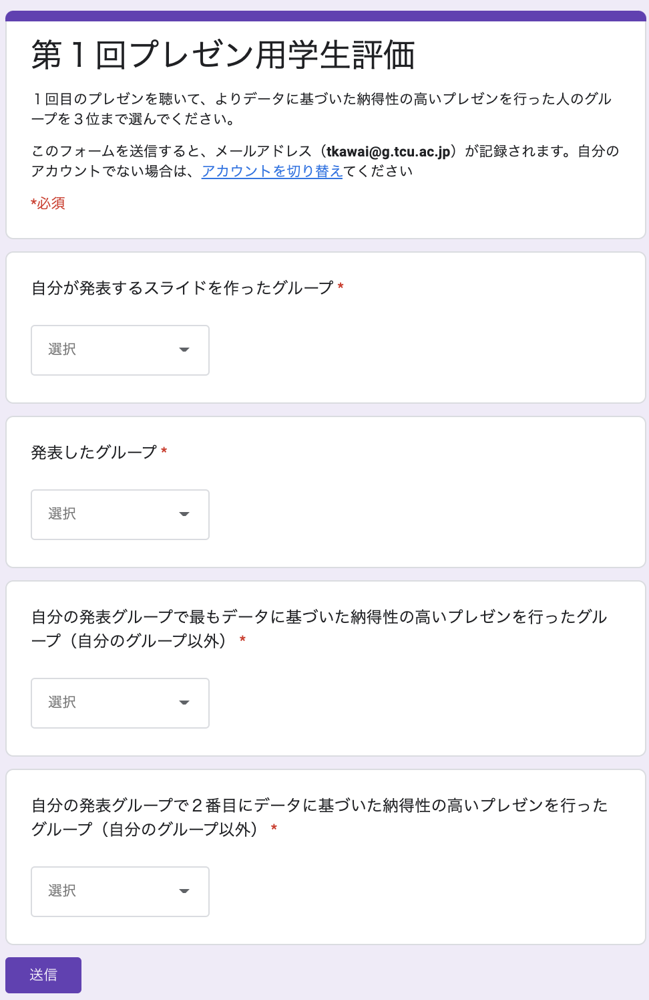 第１回プレゼン用学生評価
１回目のプレゼンを聴いて、よりデータに基づいた納得性の高いプレゼンを行った人のグル
ープを３位まで選んでください。
このフォームを送信すると、メールアドレス（tkawai@g.tcu.ac.jp）が記録されます。自分の
アカウントでない場合は、アカウントを切り替えてください
*必須
自分が発表するスライドを作ったグループ *
選択
発表したグループ *
選択
自分の発表グループで最もデータに基づいた納得性の高いプレゼンを行ったグル
ープ（自分のグループ以外） *
選択
自分の発表グループで２番目にデータに基づいた納得性の高いプレゼンを行った
グループ（自分のグループ以外） *
選択
送信